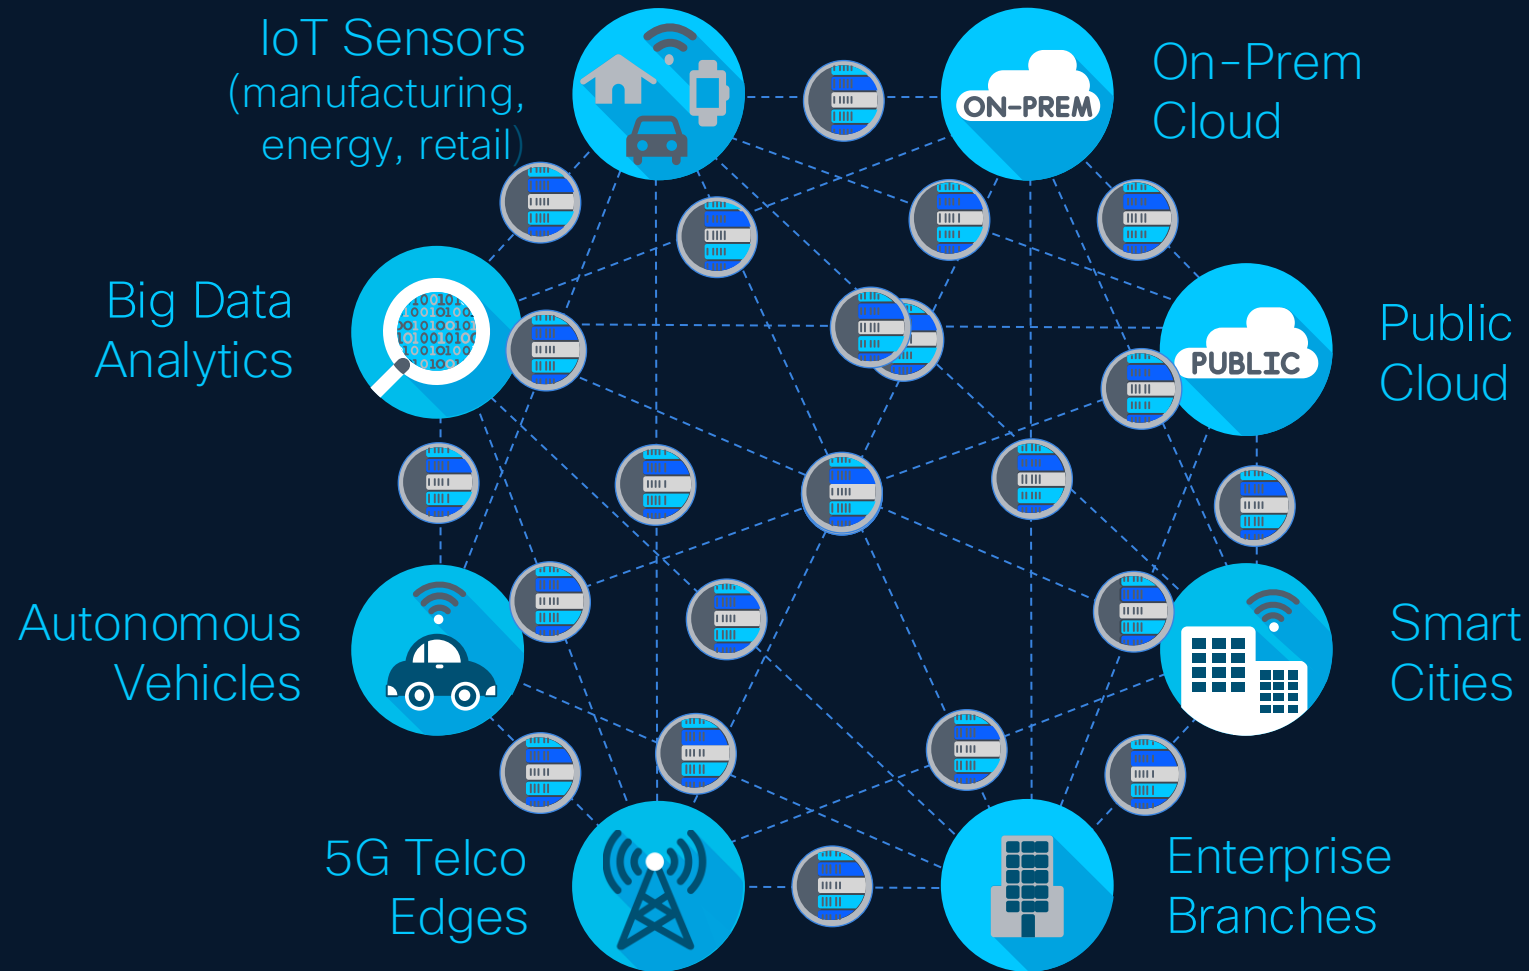 IoT Sensors
(manufacturing,
energy, retail)
ON-PREM
On-Prem
Cloud
Big Data
Analytics
PUBLIC
Public
Cloud
Autonomous
Vehicles
Smart
Cities
5G Telco
Edges
Enterprise
Branches